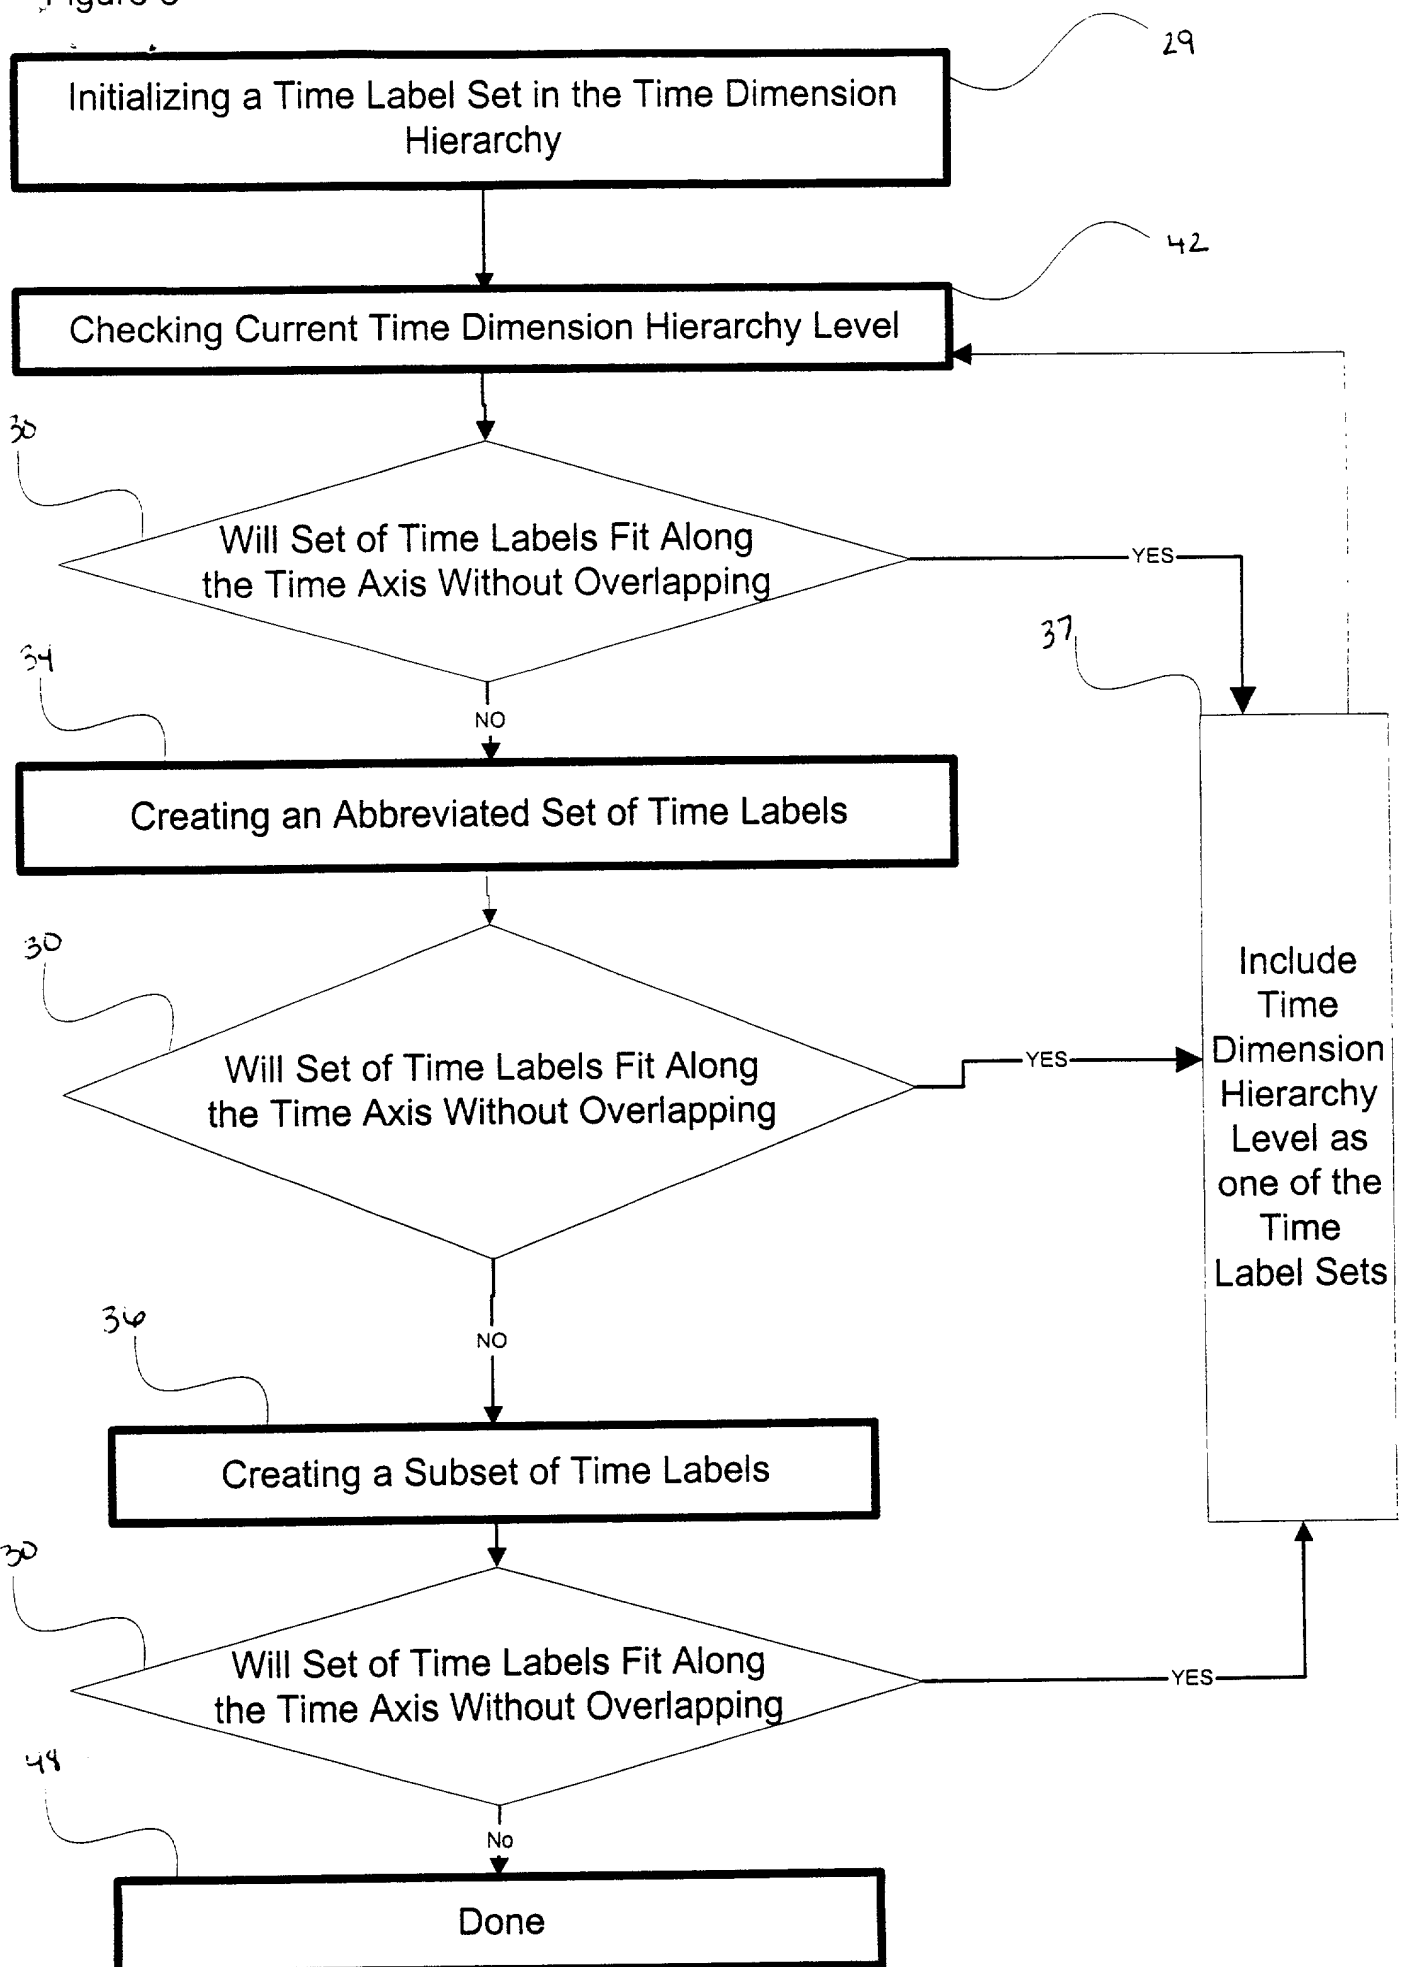 29
Initializing a Time Label Set in the Time Dimension
Hierarchy
42
Checking Current Time Dimension Hierarchy Level
30
Will Set of Time Labels Fit Along
the Time Axis Without Overlapping
YES
37
34
NO
Creating an Abbreviated Set of Time Labels
30
Will Set of Time Labels Fit Along
the Time Axis Without Overlapping
YES
Include
Time
Dimension
Hierarchy
Level as
one of the
Time
Label Sets
NO
36
Creating a Subset of Time Labels
30
Will Set of Time Labels Fit Along
the Time Axis Without Overlapping
YES
48
No
Done